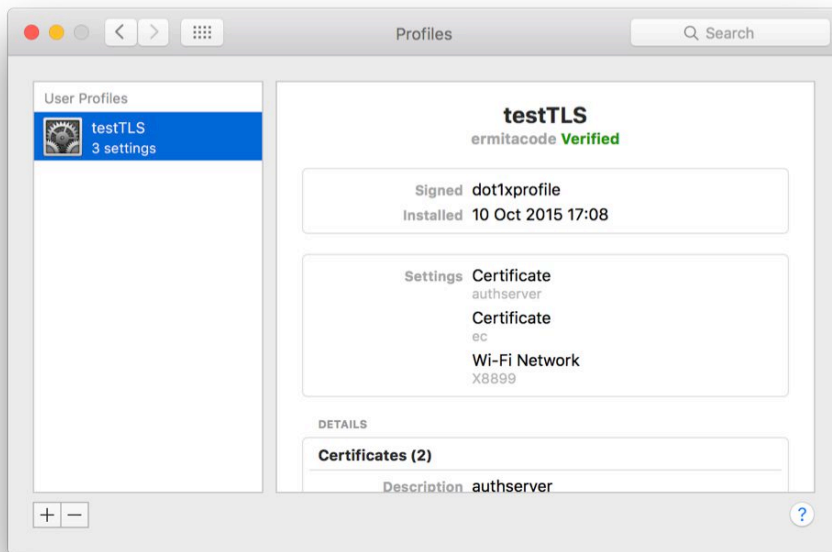 Profiles
Search
User Profiles
testTLS
3 settings
testTLS
ermitacode Verified
Signed dot1xprofile
Installed 10 Oct 2015 17:08
Settings Certificate
authserver
Certificate
ec
Wi-Fi Network
X8899
DETAILS
Certificates (2)
Description authserver
+ −
?